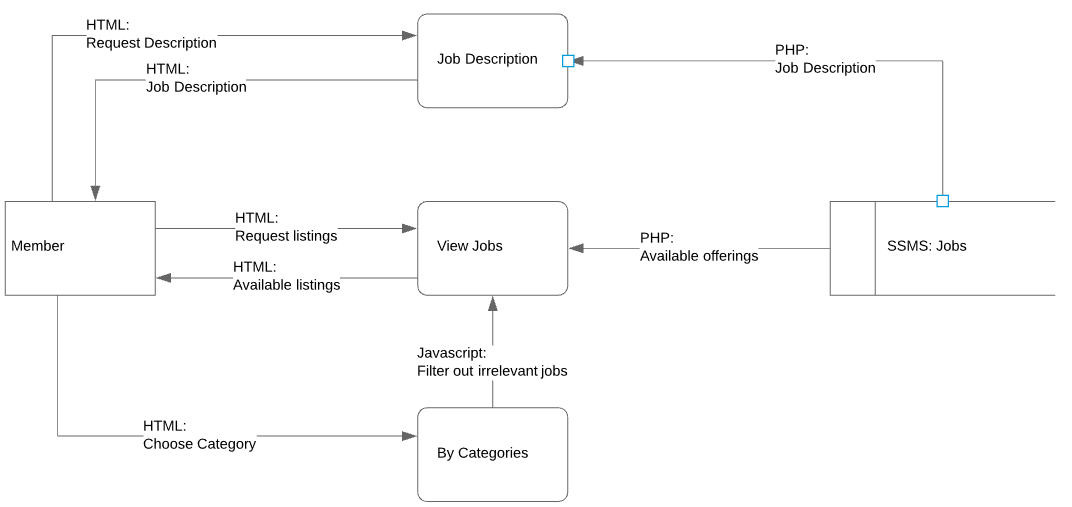 HTML:
Request Description
HTML:
Job Description
Job Description
PHP:
Job Description
Member
HTML:
Request listings
HTML:
Available listings
View Jobs
PHP:
Available offerings
SSMS: Jobs
Javascript:
Filter out irrelevant jobs
HTML:
Choose Category
By Categories